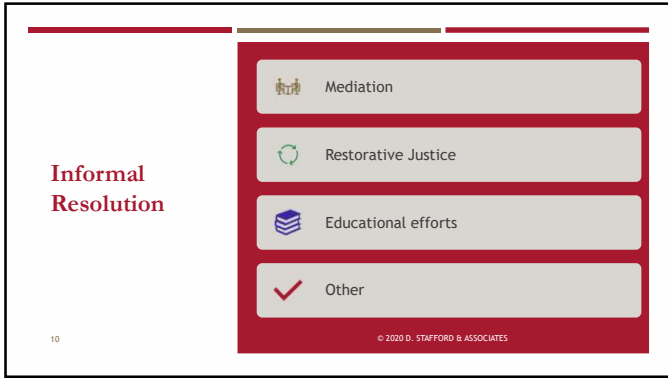 Informal
Resolution
Mediation
Restorative Justice
Educational efforts
Other
10
© 2020 D. STAFFORD & ASSOCIATES